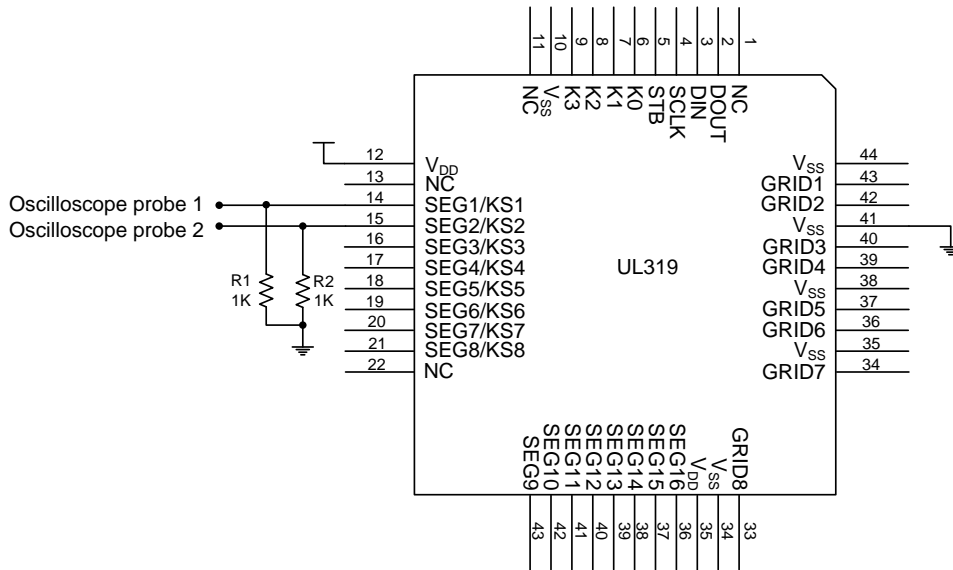 11 10 9 8 7 6 5 4 3 2 1
NC VSS K3 K2 K1 K0 STB SCLK DIN DOUT NC
12 VDD
13 NC
Oscilloscope probe 1 14 SEG1/KS1
Oscilloscope probe 2 15 SEG2/KS2
16 SEG3/KS3
17 SEG4/KS4
18 SEG5/KS5
19 SEG6/KS6
20 SEG7/KS7
21 SEG8/KS8
22 NC
R1
1K
R2
1K
UL319
VSS 44
GRID1 43
GRID2 42
VSS 41
GRID3 40
GRID4 39
VSS 38
GRID5 37
GRID6 36
VSS 35
GRID7 34
SEG9 SEG10 SEG11 SEG12 SEG13 SEG14 SEG15 SEG16 VDD VSS GRID8
43 42 41 40 39 38 37 36 35 34 33